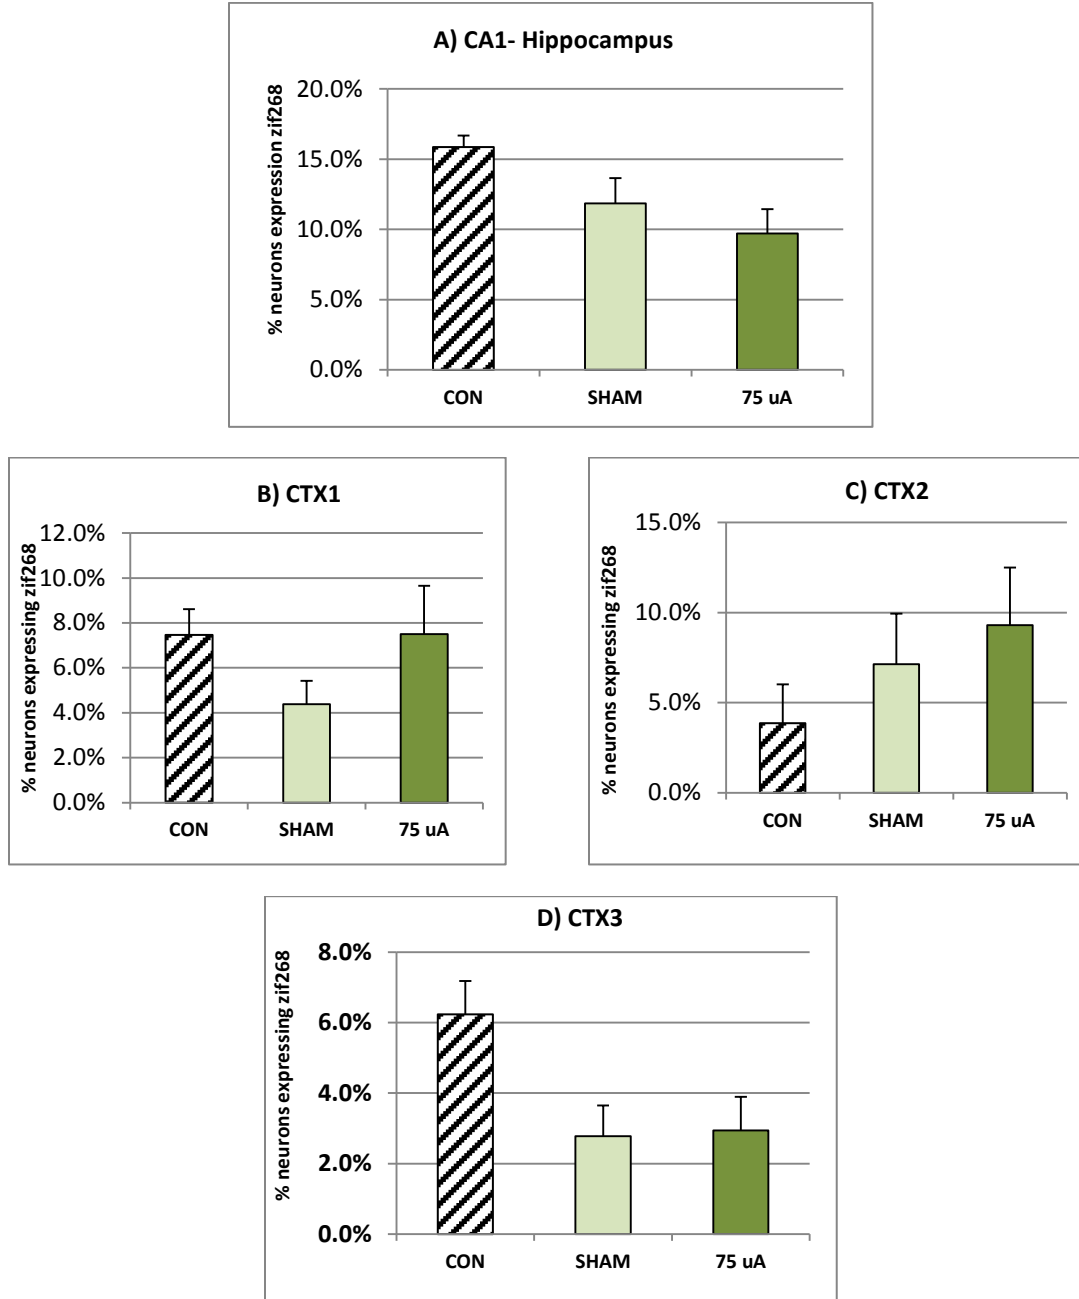 A) CA1- Hippocampus
% neurons expression zif268
20.0%
15.0%
10.0%
5.0%
0.0%
CON SHAM 75 uA
B) CTX1
% neurons expressing zif268
12.0%
10.0%
8.0%
6.0%
4.0%
2.0%
0.0%
CON SHAM 75 uA
C) CTX2
% neurons expressing zif268
15.0%
10.0%
5.0%
0.0%
CON SHAM 75 uA
D) CTX3
% neurons expressing zif268
8.0%
6.0%
4.0%
2.0%
0.0%
CON SHAM 75 uA